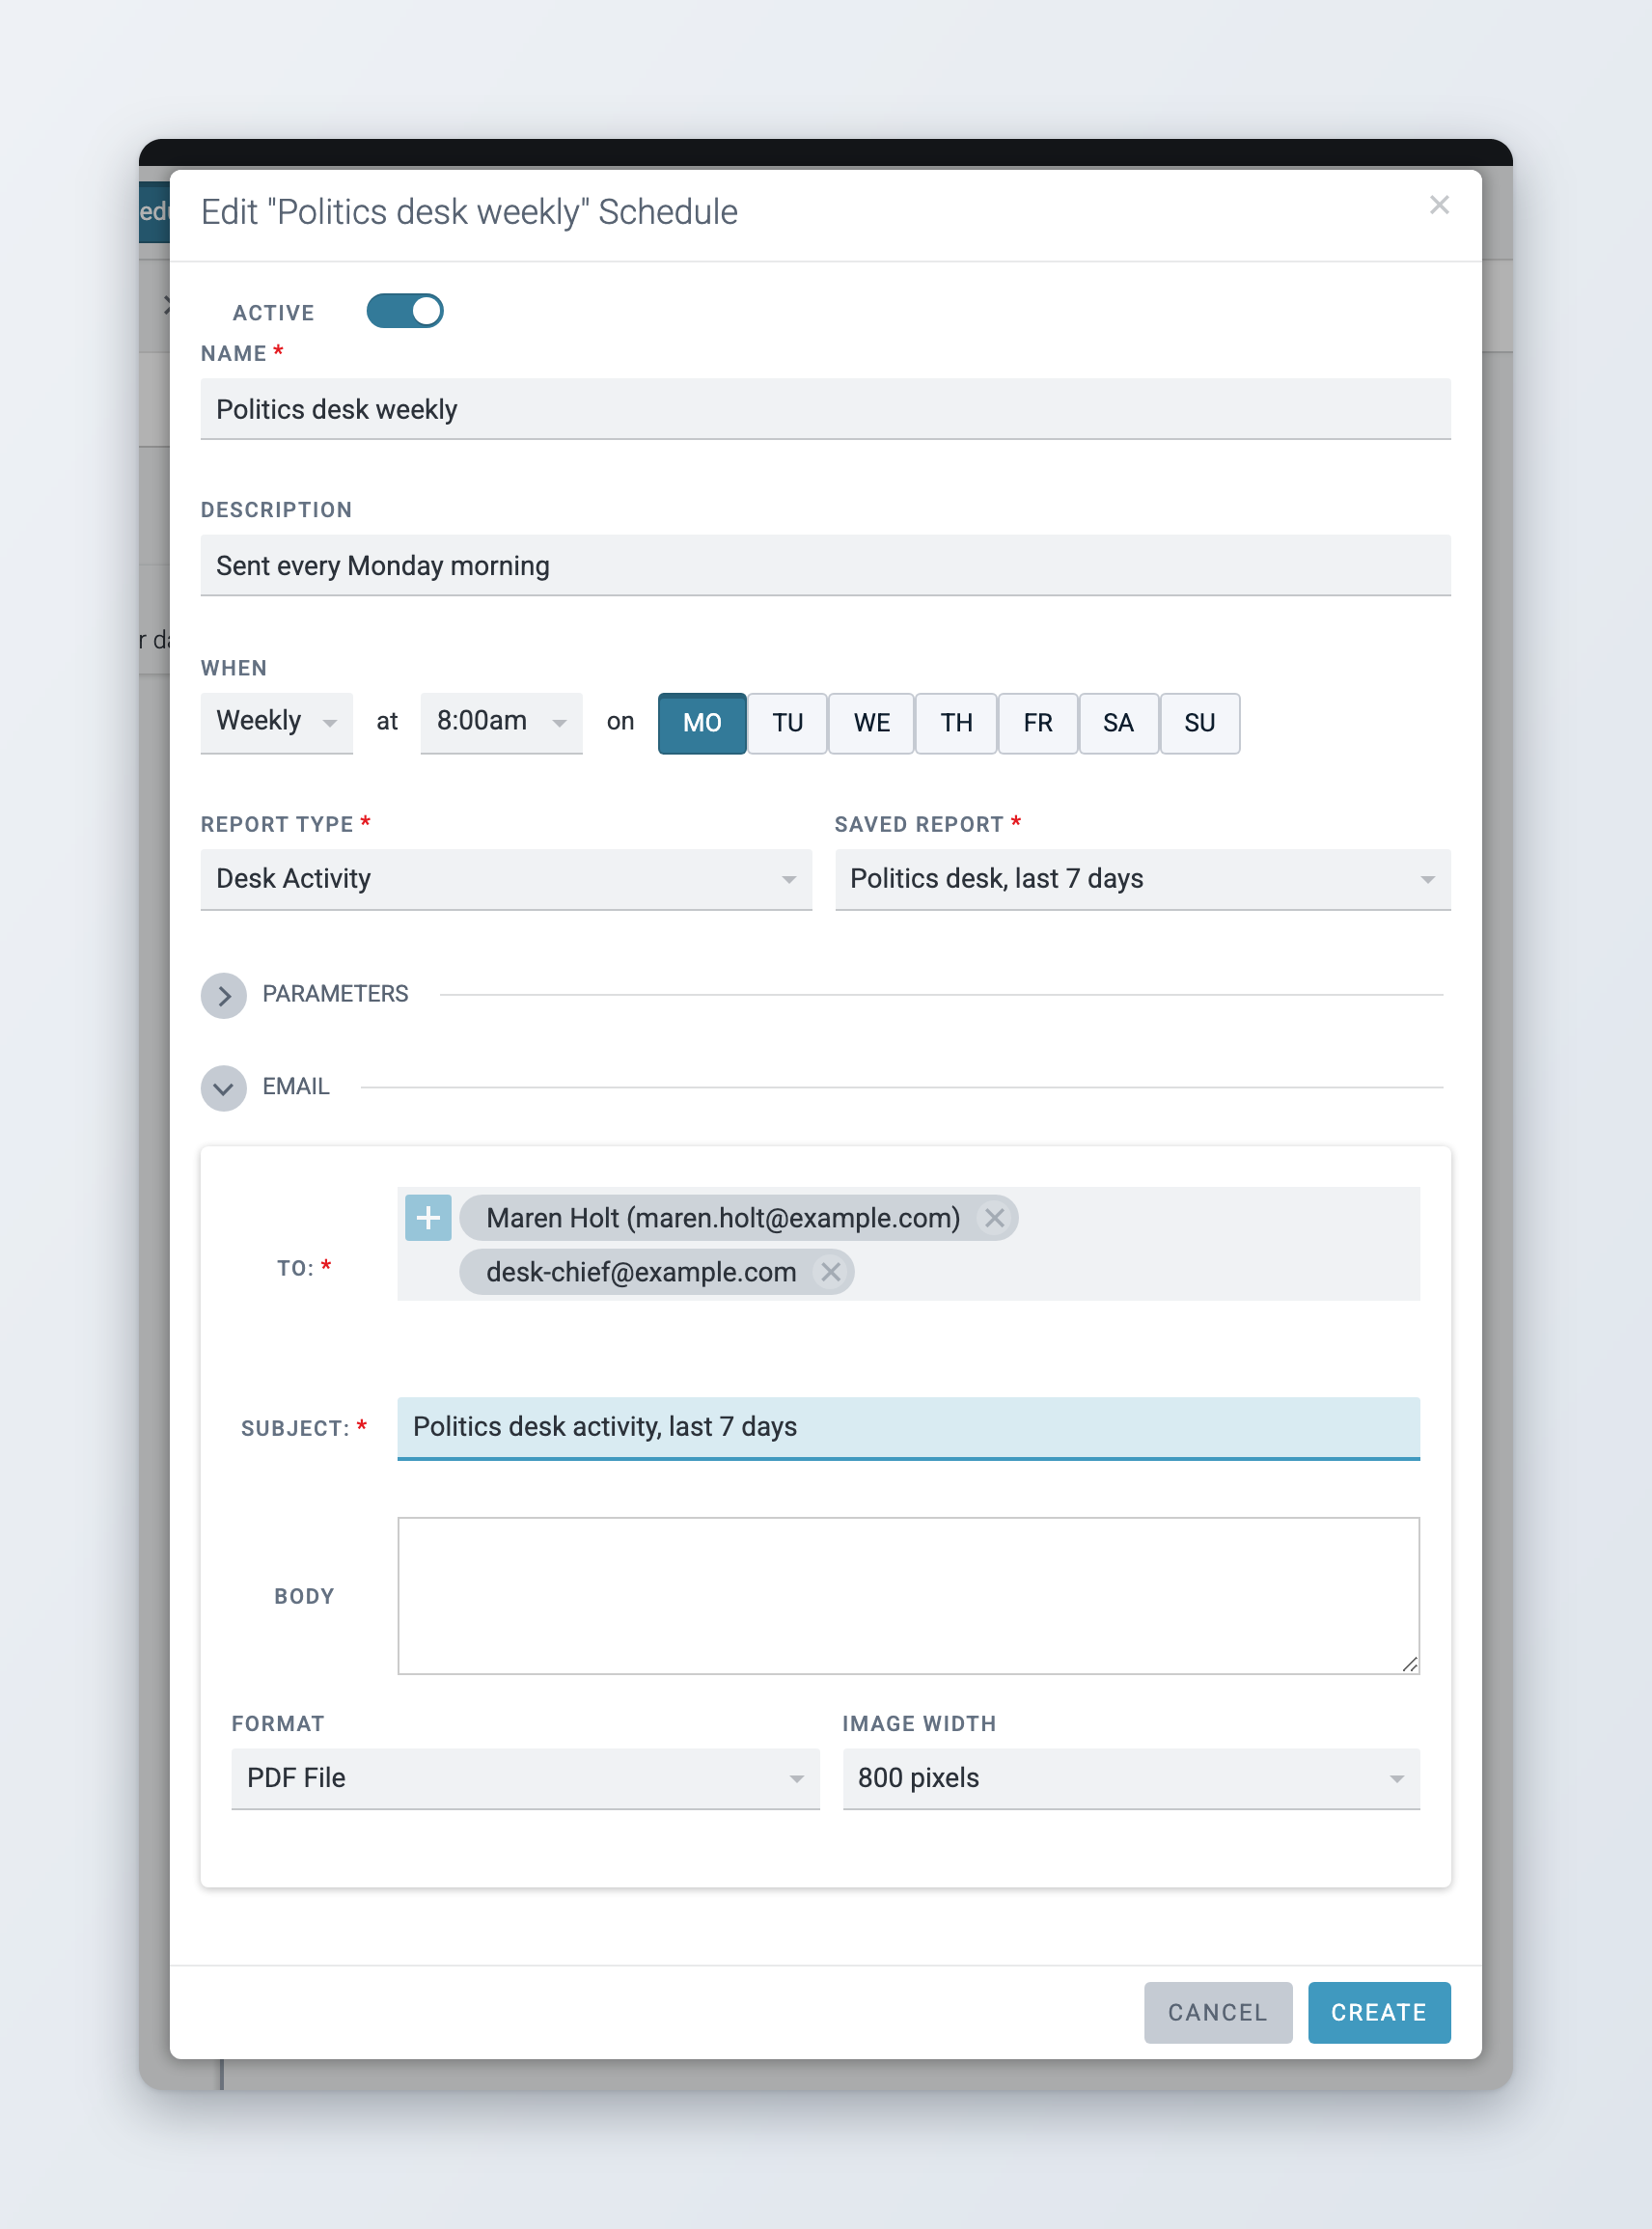 Edit "Politics desk weekly" Schedule
ACTIVE
NAME *
Politics desk weekly
DESCRIPTION
Sent every Monday morning
WHEN
Weekly at 8:00am on MO TU WE TH FR SA SU
REPORT TYPE * SAVED REPORT *
Desk Activity Politics desk, last 7 days
PARAMETERS
EMAIL
TO: *
Maren Holt (maren.holt@example.com)
desk-chief@example.com
SUBJECT: * Politics desk activity, last 7 days
BODY
FORMAT IMAGE WIDTH
PDF File 800 pixels
CANCEL CREATE